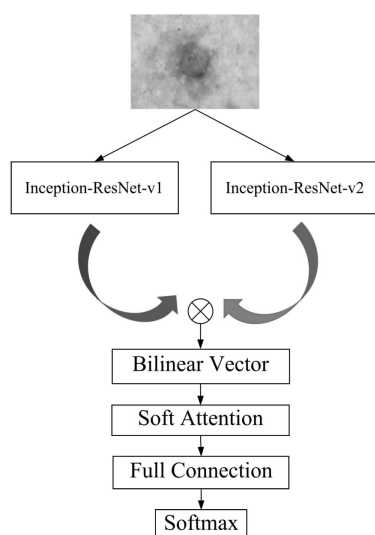 Inception-ResNet-v1
Inception-ResNet-v2
Bilinear Vector
Soft Attention
Full Connection
Softmax